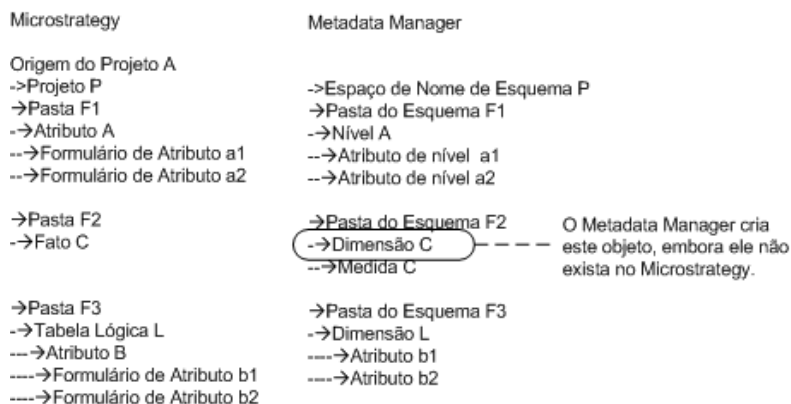 Microstrategy
Origem do Projeto A
->Projeto P
→Pasta F1
-→Atributo A
--→Formulário de Atributo a1
--→Formulário de Atributo a2
→Pasta F2
-→Fato C
→Pasta F3
-→Tabela Lógica L
---→Atributo B
----→Formulário de Atributo b1
----→Formulário de Atributo b2
Metadata Manager
->Espaço de Nome de Esquema P
→Pasta do Esquema F1
-→Nível A
--→Atributo de nível a1
--→Atributo de nível a2
→Pasta do Esquema F2
-→Dimensão C
--→Medida C
→Pasta do Esquema F3
-→Dimensão L
----→Atributo b1
----→Atributo b2
O Metadata Manager cria
este objeto, embora ele não
exista no Microstrategy.